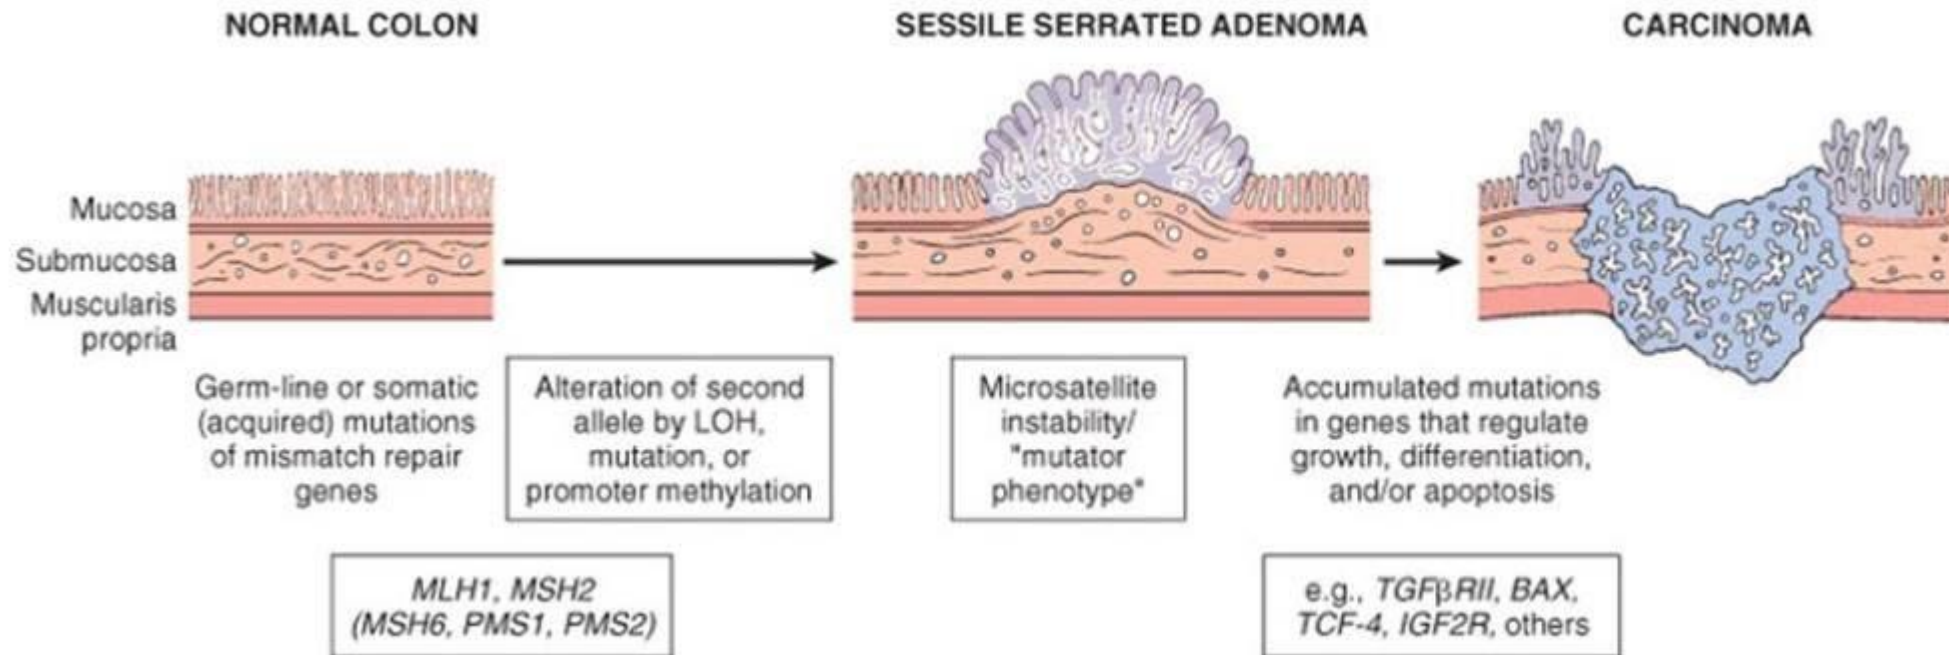 NORMAL COLON
SESSILE SERRATED ADENOMA
CARCINOMA
Mucosa
Submucosa
Muscularis
propria
Germ-line or somatic
(acquired) mutations
of mismatch repair
genes
Alteration of second
allele by LOH,
mutation, or
promoter methylation
Microsatellite
instability/
"mutator
phenotype"
Accumulated mutations
in genes that regulate
growth, differentiation,
and/or apoptosis
MLH1, MSH2
(MSH6, PMS1, PMS2)
e.g., TGFβRII, BAX,
TCF-4, IGF2R, others